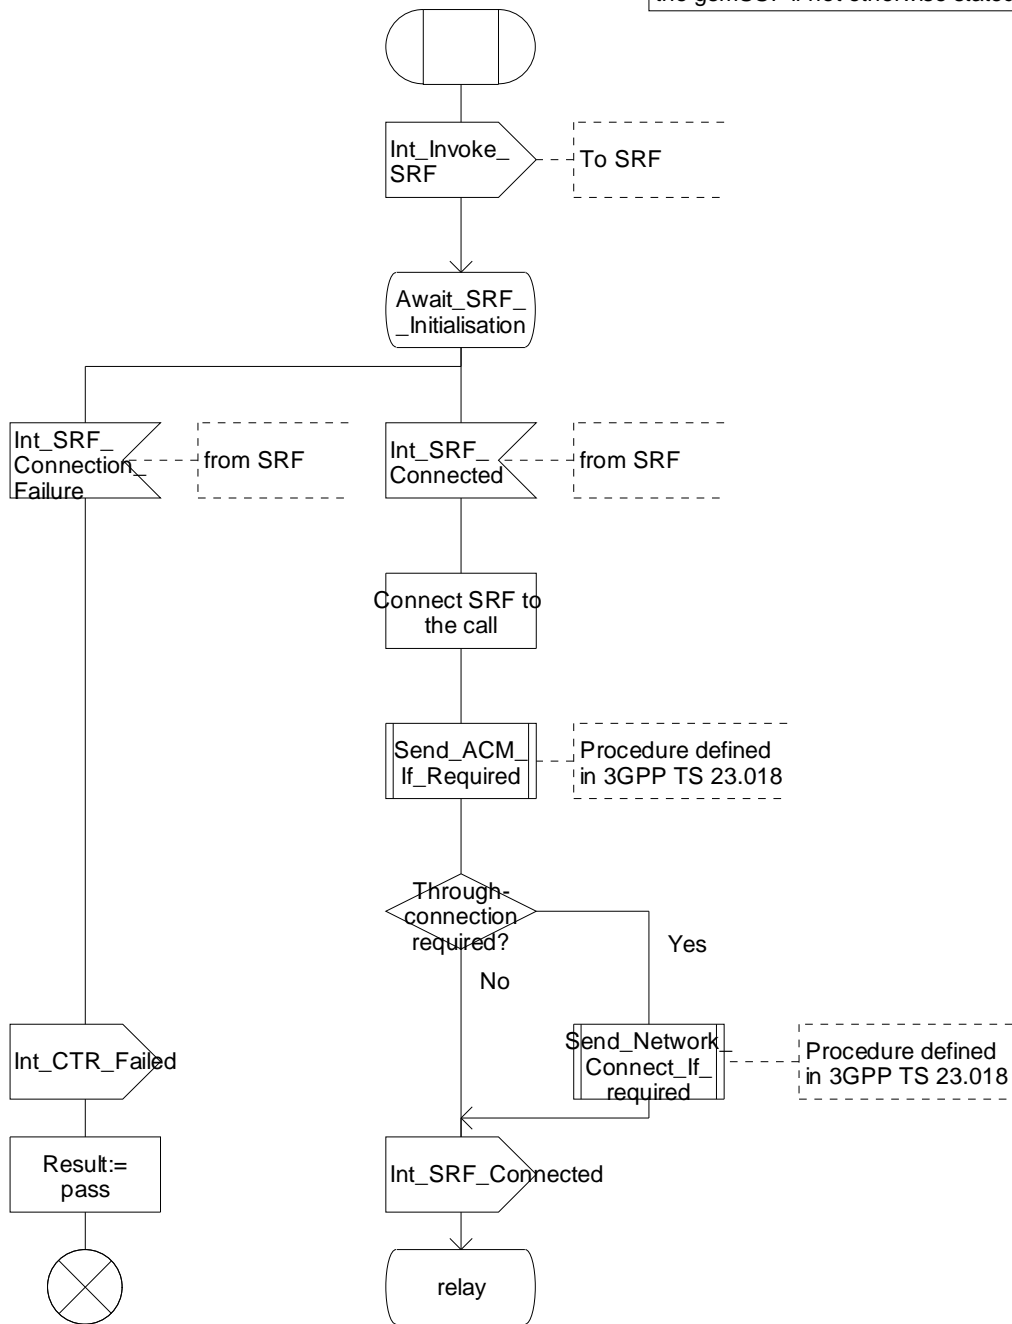 the gsmSSF if not otherwise stated
Int_Invoke_
SRF
To SRF
Await_SRF_
_Initialisation
Int_SRF_
Connection_
Failure
from SRF
Int_SRF_
Connected
from SRF
Connect SRF to
the call
Send_ACM_
If_Required
Procedure defined
in 3GPP TS 23.018
Through-
connection
required?
Yes
No
Int_CTR_Failed
Send_Network_
Connect_If_
required
Procedure defined
in 3GPP TS 23.018
Result:=
pass
Int_SRF_Connected
relay